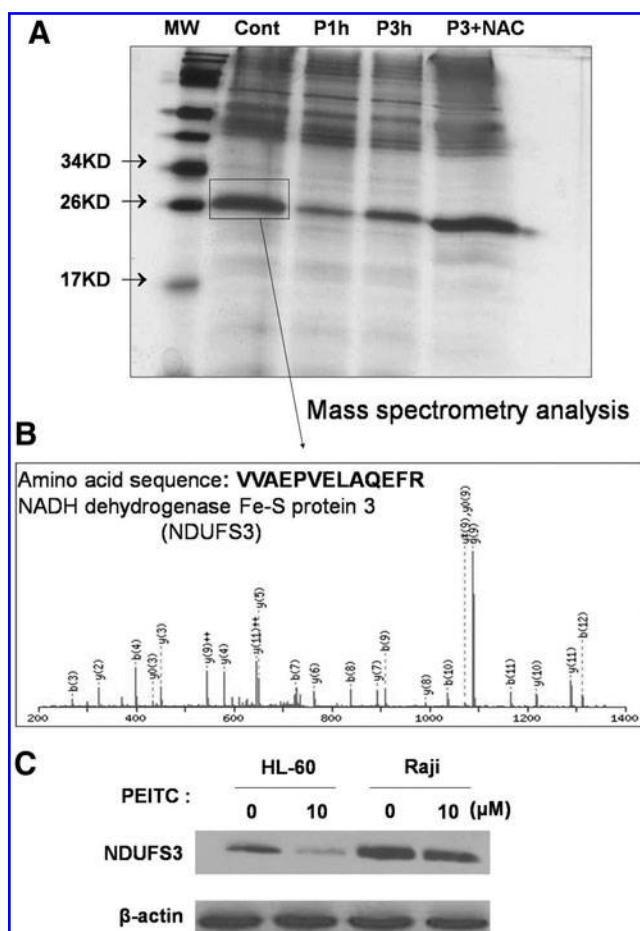 A
MW Cont P1h P3h P3+NAC
34KD →
26KD →
17KD →
Mass spectrometry analysis
B
Amino acid sequence: VVAEPVELAQEFR
NADH dehydrogenase Fe-S protein 3
(NDUFS3)
b(3) y(2) b(4) y0(3) y(3) y(9)++ y(4) y(11)++ y(5) b(7) y(6) b(8) y(7) b(9) y(8) b(10) y(9) b(11) y(10) y(11) b(12)
200 400 600 800 1000 1200 1400
C
HL-60 Raji
PEITC : 0 10 0 10 (μM)
NDUFS3
β-actin